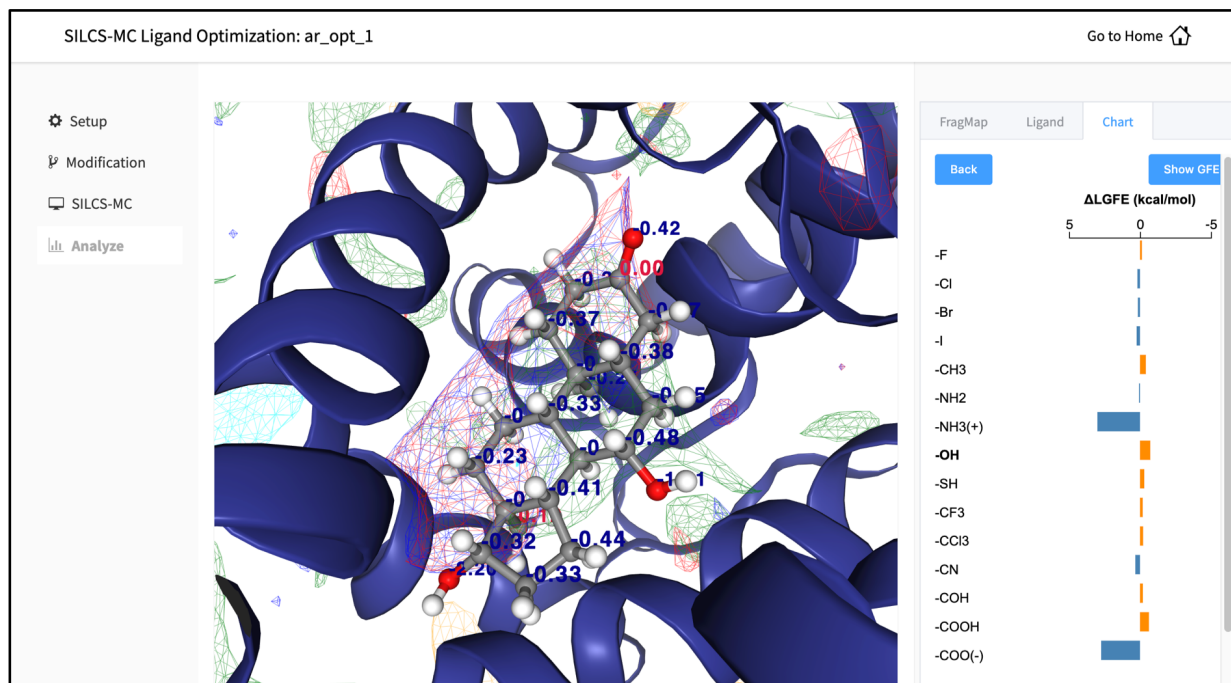 SILCS-MC Ligand Optimization: ar_opt_1
Go to Home
Setup
Modification
SILCS-MC
Analyze
FragMap Ligand Chart
Back
Show GFE
ΔLGFE (kcal/mol)
5 0 -5
-F
-Cl
-Br
-I
-CH3
-NH2
-NH3(+)
-OH
-SH
-CF3
-CCl3
-CN
-COH
-COOH
-COO(-)
-0.42
0.00
-0.37
-0.38
-0.33
-0.48
-0.23
-0.41
-0.32
-0.44
-0.33